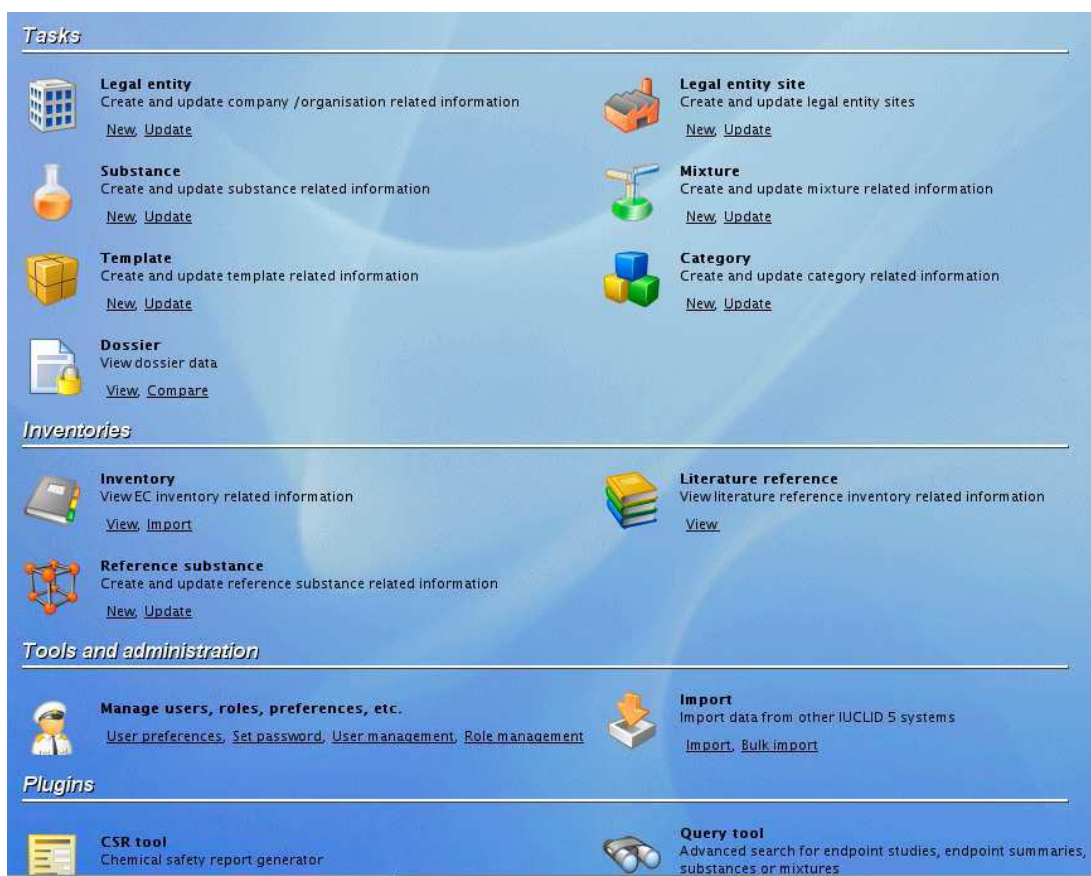 Tasks
Legal entity
Create and update company /organisation related information
New, Update
Legal entity site
Create and update legal entity sites
New, Update
Substance
Create and update substance related information
New, Update
Mixture
Create and update mixture related information
New, Update
Template
Create and update template related information
New, Update
Category
Create and update category related information
New, Update
Dossier
View dossier data
View, Compare
Inventories
Inventory
View EC inventory related information
View, Import
Literature reference
View literature reference inventory related information
View
Reference substance
Create and update reference substance related information
New, Update
Tools and administration
Manage users, roles, preferences, etc.
User preferences, Set password, User management, Role management
Import
Import data from other IUCLID 5 systems
Import, Bulk import
Plugins
CSR tool
Chemical safety report generator
Query tool
Advanced search for endpoint studies, endpoint summaries,
substances or mixtures